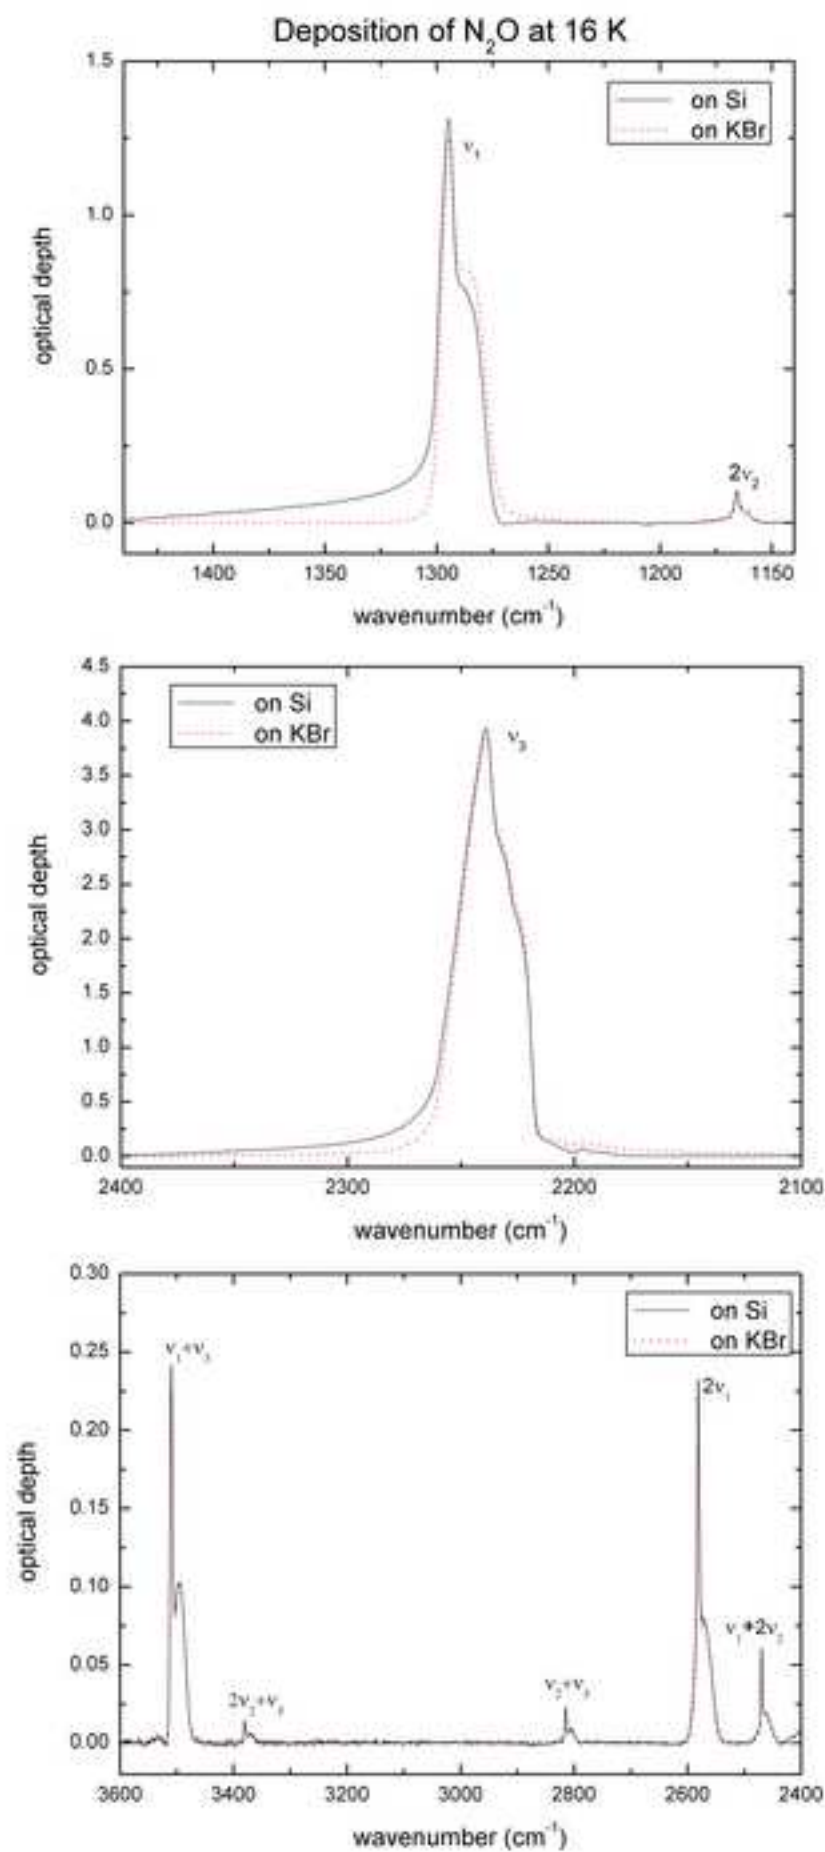 Deposition of N₂O at 16 K
1.5
1.0
0.5
0.0
optical depth
on Si
on KBr
ν₁
2ν₂
1400 1350 1300 1250 1200 1150
wavenumber (cm⁻¹)
4.5
4.0
3.5
3.0
2.5
2.0
1.5
1.0
0.5
0.0
optical depth
on Si
on KBr
ν₃
2400 2300 2200 2100
wavenumber (cm⁻¹)
0.30
0.25
0.20
0.15
0.10
0.05
0.00
optical depth
on Si
on KBr
ν₁+ν₃
2ν₂+ν₃
ν₂+ν₃
2ν₁
ν₁+2ν₂
3600 3400 3200 3000 2800 2600 2400
wavenumber (cm⁻¹)